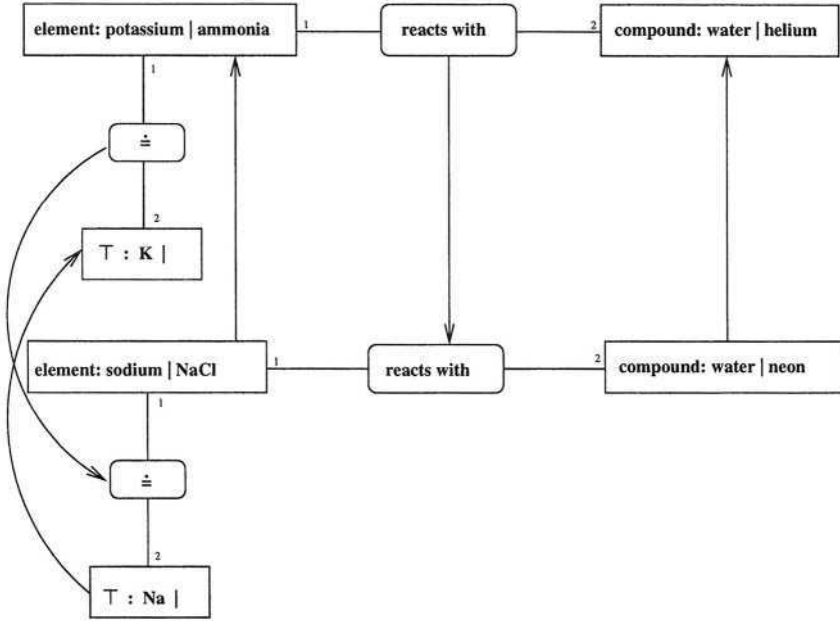 element: potassium | ammonia
1
reacts with
2
compound: water | helium
1
≐
2
⊤ : K |
element: sodium | NaCl
1
reacts with
2
compound: water | neon
1
≐
2
⊤ : Na |